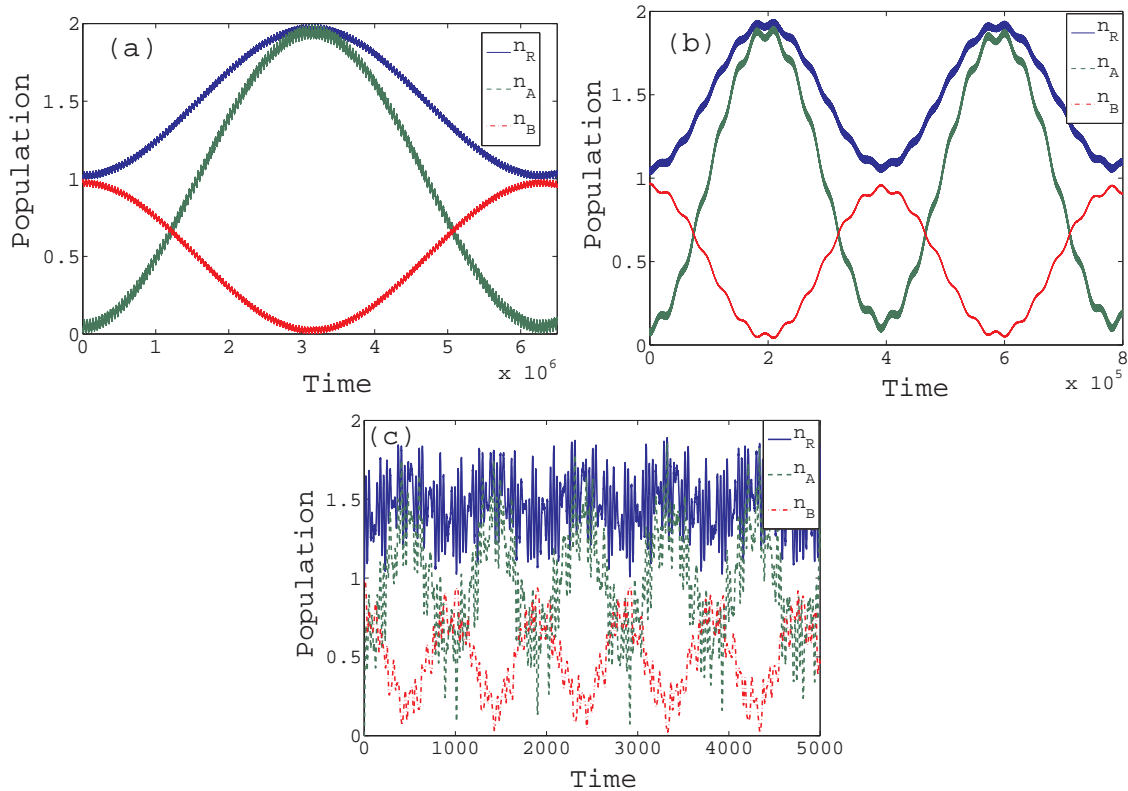 (a)
n_R
n_A
n_B
Population
2
1.5
1
0.5
0
0 1 2 3 4 5 6
x 10^6
Time
(b)
n_R
n_A
n_B
Population
2
1.5
1
0.5
0
0 2 4 6 8
x 10^5
Time
(c)
n_R
n_A
n_B
Population
2
1.5
1
0.5
0
0 1000 2000 3000 4000 5000
Time